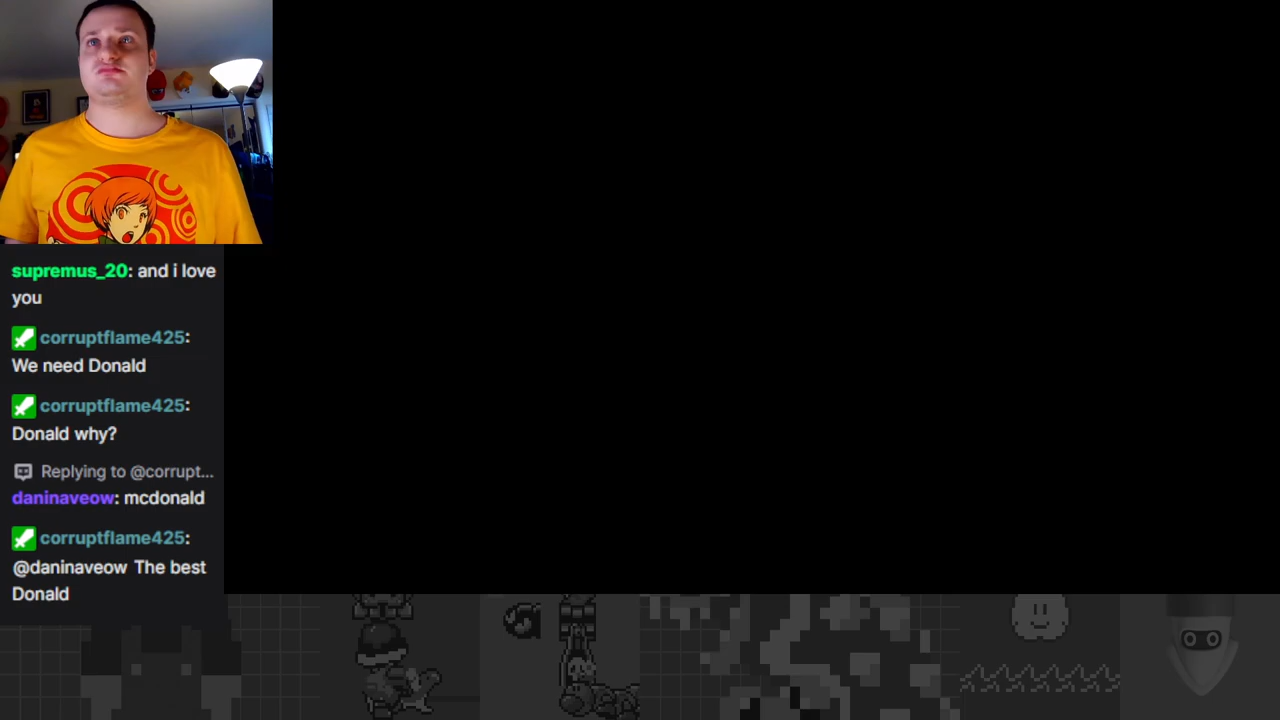 supremus_20: and i love
you
corruptflame425:
We need Donald
corruptflame425:
Donald why?
Replying to @corrupt...
daninaveow: mcdonald
corruptflame425:
@daninaveow The best
Donald